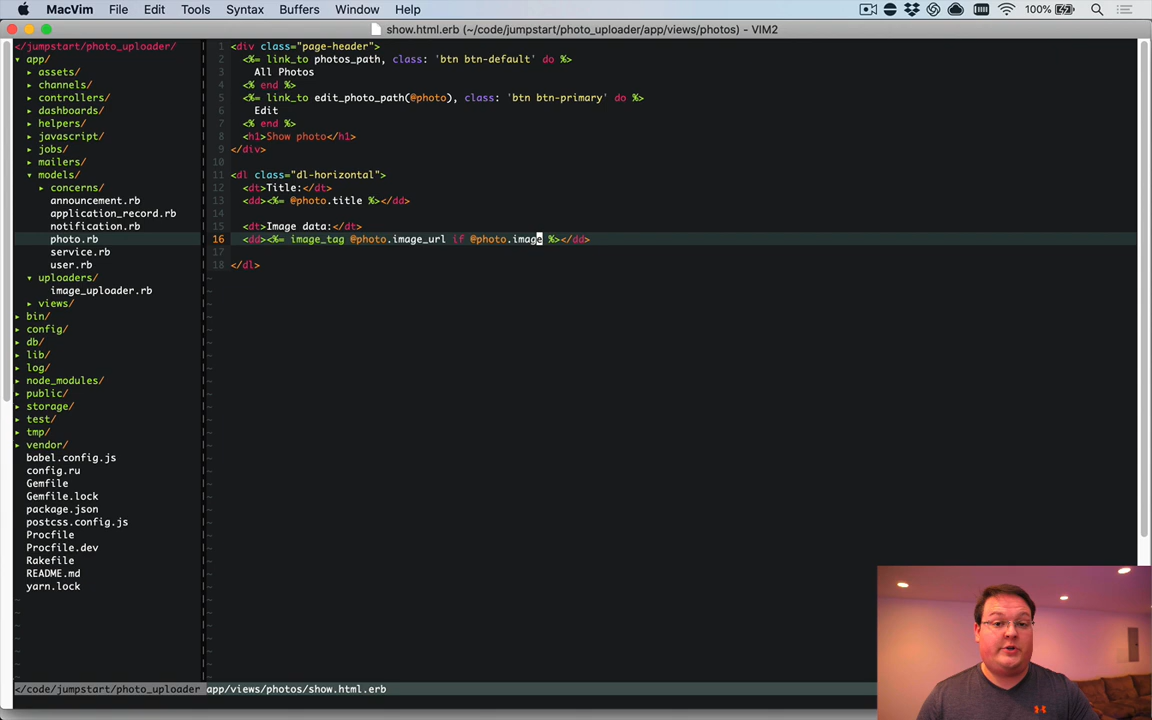 MacVim File Edit Tools Syntax Buffers Window Help 100%
show.html.erb (~/code/jumpstart/photo_uploader/app/views/photos) - VIM2
</jumpstart/photo_uploader/
▾ app/
▸ assets/
▸ channels/
▸ controllers/
▸ dashboards/
▸ helpers/
▸ javascript/
▸ jobs/
▸ mailers/
▾ models/
▸ concerns/
announcement.rb
application_record.rb
notification.rb
photo.rb
service.rb
user.rb
▾ uploaders/
image_uploader.rb
▸ views/
▸ bin/
▸ config/
▸ db/
▸ lib/
▸ log/
▸ node_modules/
▸ public/
▸ storage/
▸ test/
▸ tmp/
▸ vendor/
babel.config.js
config.ru
Gemfile
Gemfile.lock
package.json
postcss.config.js
Procfile
Procfile.dev
Rakefile
README.md
yarn.lock
1 <div class="page-header">
2 <%= link_to photos_path, class: 'btn btn-default' do %>
3 All Photos
4 <% end %>
5 <%= link_to edit_photo_path(@photo), class: 'btn btn-primary' do %>
6 Edit
7 <% end %>
8 <h1>Show photo</h1>
9 </div>
10
11 <dl class="dl-horizontal">
12 <dt>Title:</dt>
13 <dd><%= @photo.title %></dd>
14
15 <dt>Image data:</dt>
16 <dd><%= image_tag @photo.image_url if @photo.image %></dd>
17
18 </dl>
</code/jumpstart/photo_uploader app/views/photos/show.html.erb